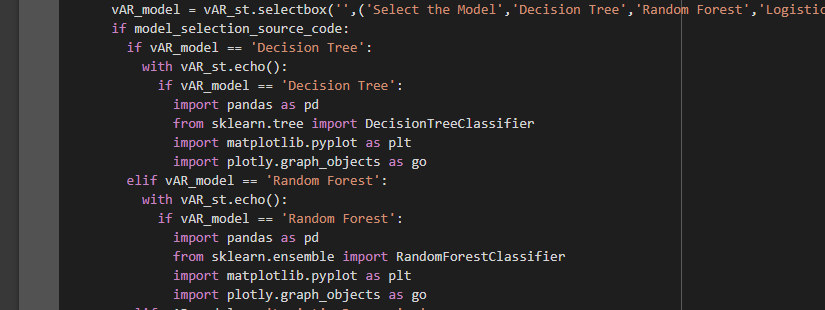 vAR_model = vAR_st.selectbox('',('Select the Model','Decision Tree','Random Forest','Logistic
if model_selection_source_code:
if vAR_model == 'Decision Tree':
with vAR_st.echo():
if vAR_model == 'Decision Tree':
import pandas as pd
from sklearn.tree import DecisionTreeClassifier
import matplotlib.pyplot as plt
import plotly.graph_objects as go
elif vAR_model == 'Random Forest':
with vAR_st.echo():
if vAR_model == 'Random Forest':
import pandas as pd
from sklearn.ensemble import RandomForestClassifier
import matplotlib.pyplot as plt
import plotly.graph_objects as go